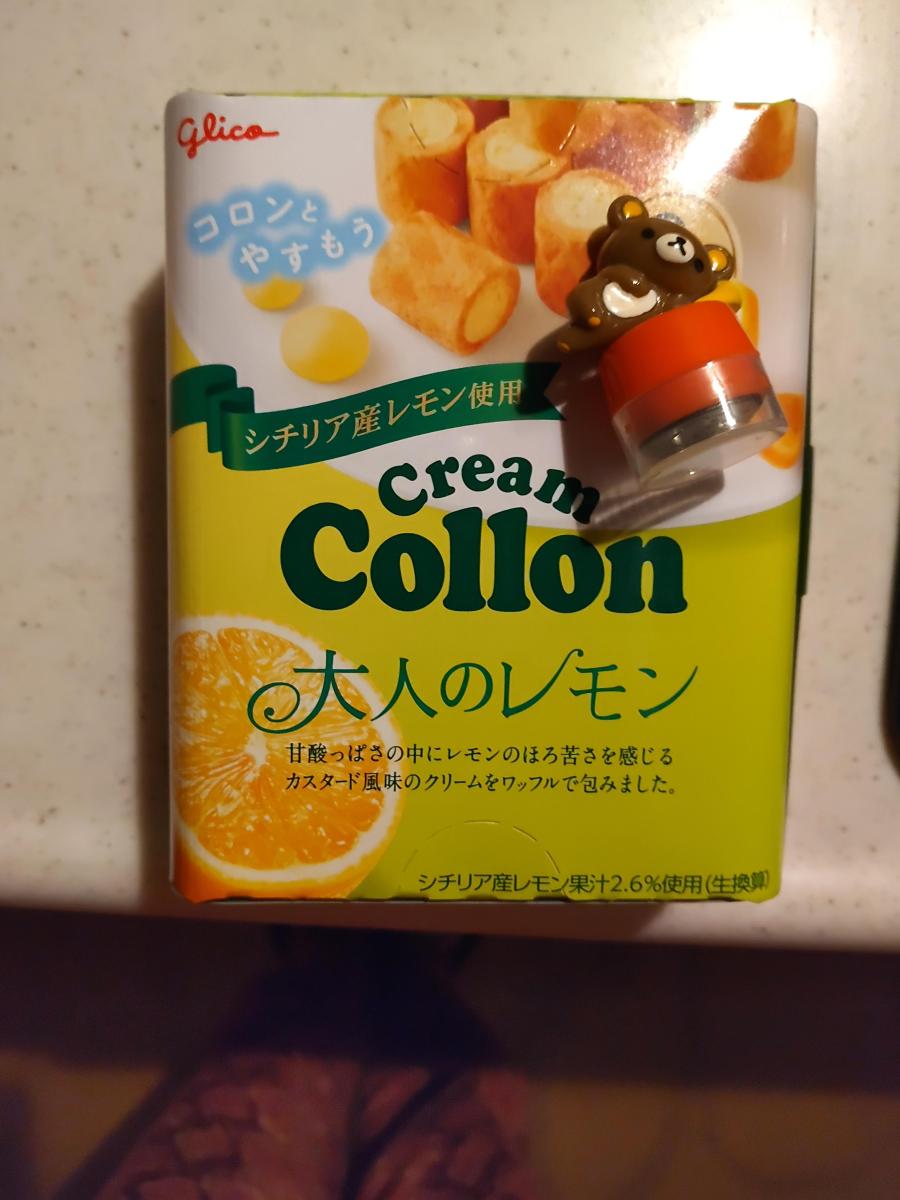 glico
コロンと
やすもう
シチリア産レモン使用
Cream
Collon
大人のレモン
甘酸っぱさの中にレモンのほろ苦さを感じる
カスタード風味のクリームをワッフルで包みました。
シチリア産レモン果汁2.6%使用(生換算)